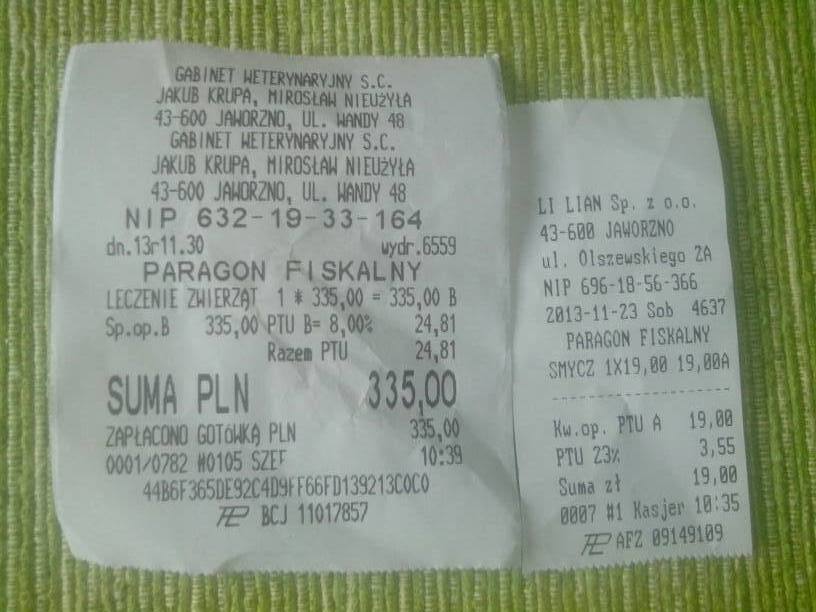 GABINET WETERYNARYJNY S.C.
JAKUB KRUPA, MIROSŁAW NIEUŻYŁA
43-600 JAWORZNO, UL. WANDY 48
GABINET WETERYNARYJNY S.C.
JAKUB KRUPA, MIROSŁAW NIEUŻYŁA
43-600 JAWORZNO, UL. WANDY 48
NIP 632-19-33-164
dn.13r11.30 wydr.6559
PARAGON FISKALNY
LECZENIE ZWIERZĄT 1 * 335,00 = 335,00 B
Sp.op.B 335,00 PTU B= 8,00% 24,81
Razem PTU 24,81
SUMA PLN 335,00
ZAPŁACONO GOTÓWKĄ PLN 335,00
0001/0782 #0105 SZEF 10:39
44B6F365DE92C4D9FF66FD139213C0C0
BCJ 11017857
LI LIAN Sp. z o.o.
43-600 JAWORZNO
ul. Olszewskiego 2A
NIP 696-18-56-366
2013-11-23 Sob 4637
PARAGON FISKALNY
SMYCZ 1X19,00 19,00A
Kw.op. PTU A 19,00
PTU 23% 3,55
Suma zł 19,00
0007 #1 Kasjer 10:35
AFZ 09149109